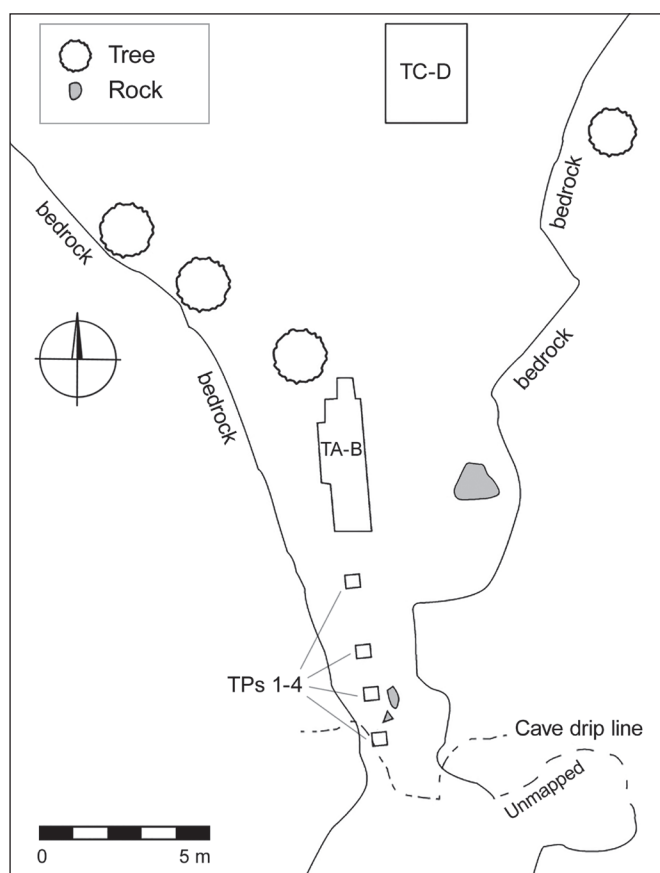 Tree
Rock
TC-D
bedrock
bedrock
bedrock
bedrock
TA-B
TPs 1-4
Cave drip line
Unmapped
0 5 m